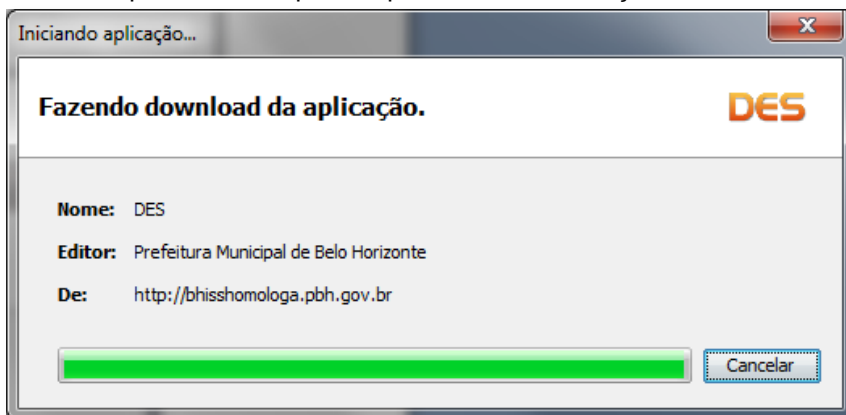 Iniciando aplicação...
X
Fazendo download da aplicação.
DES
Nome: DES
Editor: Prefeitura Municipal de Belo Horizonte
De: http://bhisshomologa.pbh.gov.br
Cancelar